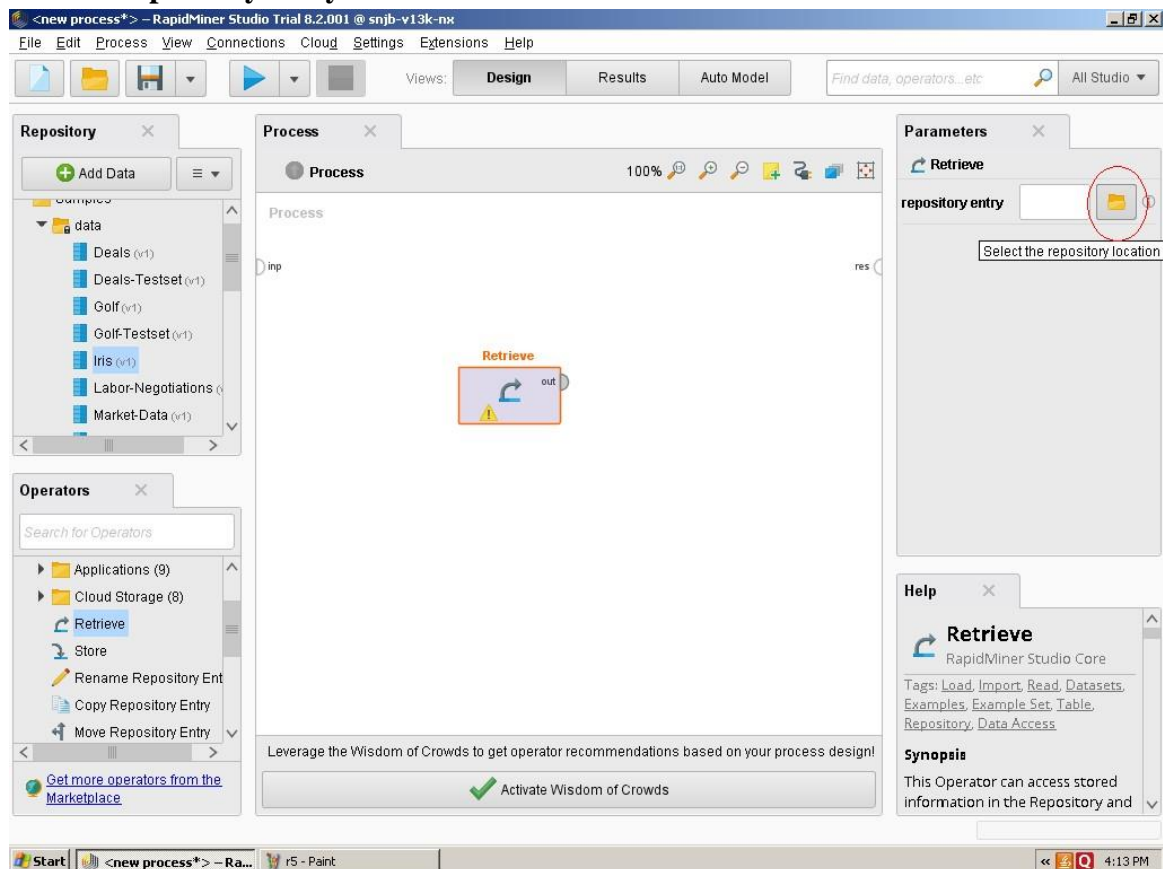 <new process*> – RapidMiner Studio Trial 8.2.001 @ snjb-v13k-nx
File Edit Process View Connections Cloud Settings Extensions Help
Views: Design Results Auto Model Find data, operators...etc All Studio
Repository
Add Data
data
Deals (v1)
Deals-Testset (v1)
Golf (v1)
Golf-Testset (v1)
Iris (v1)
Labor-Negotiations
Market-Data (v1)
Operators
Search for Operators
Applications (9)
Cloud Storage (8)
Retrieve
Store
Rename Repository Ent
Copy Repository Entry
Move Repository Entry
Get more operators from the
Marketplace
Process
Process
100%
Process
inp
res
Retrieve
out
Leverage the Wisdom of Crowds to get operator recommendations based on your process design!
Activate Wisdom of Crowds
Parameters
Retrieve
repository entry
Select the repository location
Help
Retrieve
RapidMiner Studio Core
Tags: Load, Import, Read, Datasets,
Examples, Example Set, Table,
Repository, Data Access
Synopsis
This Operator can access stored
information in the Repository and
Start <new process*> – Ra... r5 - Paint « Q 4:13 PM